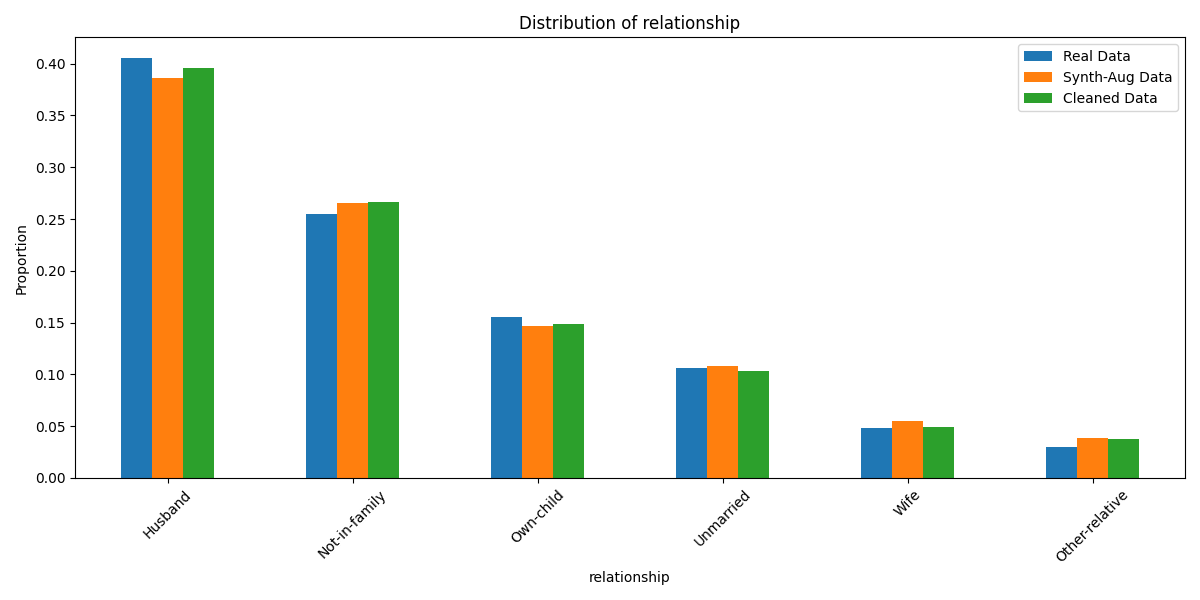 Distribution of relationship
Real Data
Synth-Aug Data
Cleaned Data
Proportion
0.40
0.35
0.30
0.25
0.20
0.15
0.10
0.05
0.00
Husband
Not-in-family
Own-child
Unmarried
Wife
Other-relative
relationship